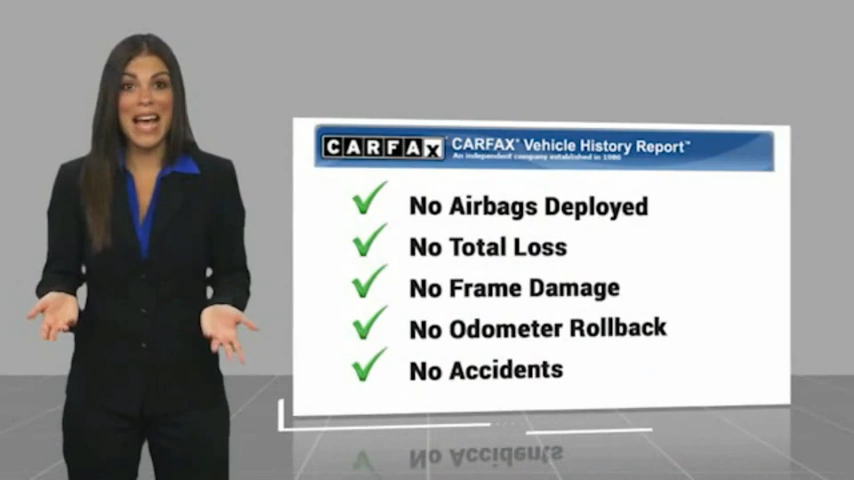 CARFAX CARFAX® Vehicle History Report™
An independent company established in 1986
No Airbags Deployed
No Total Loss
No Frame Damage
No Odometer Rollback
No Accidents
No Accidents